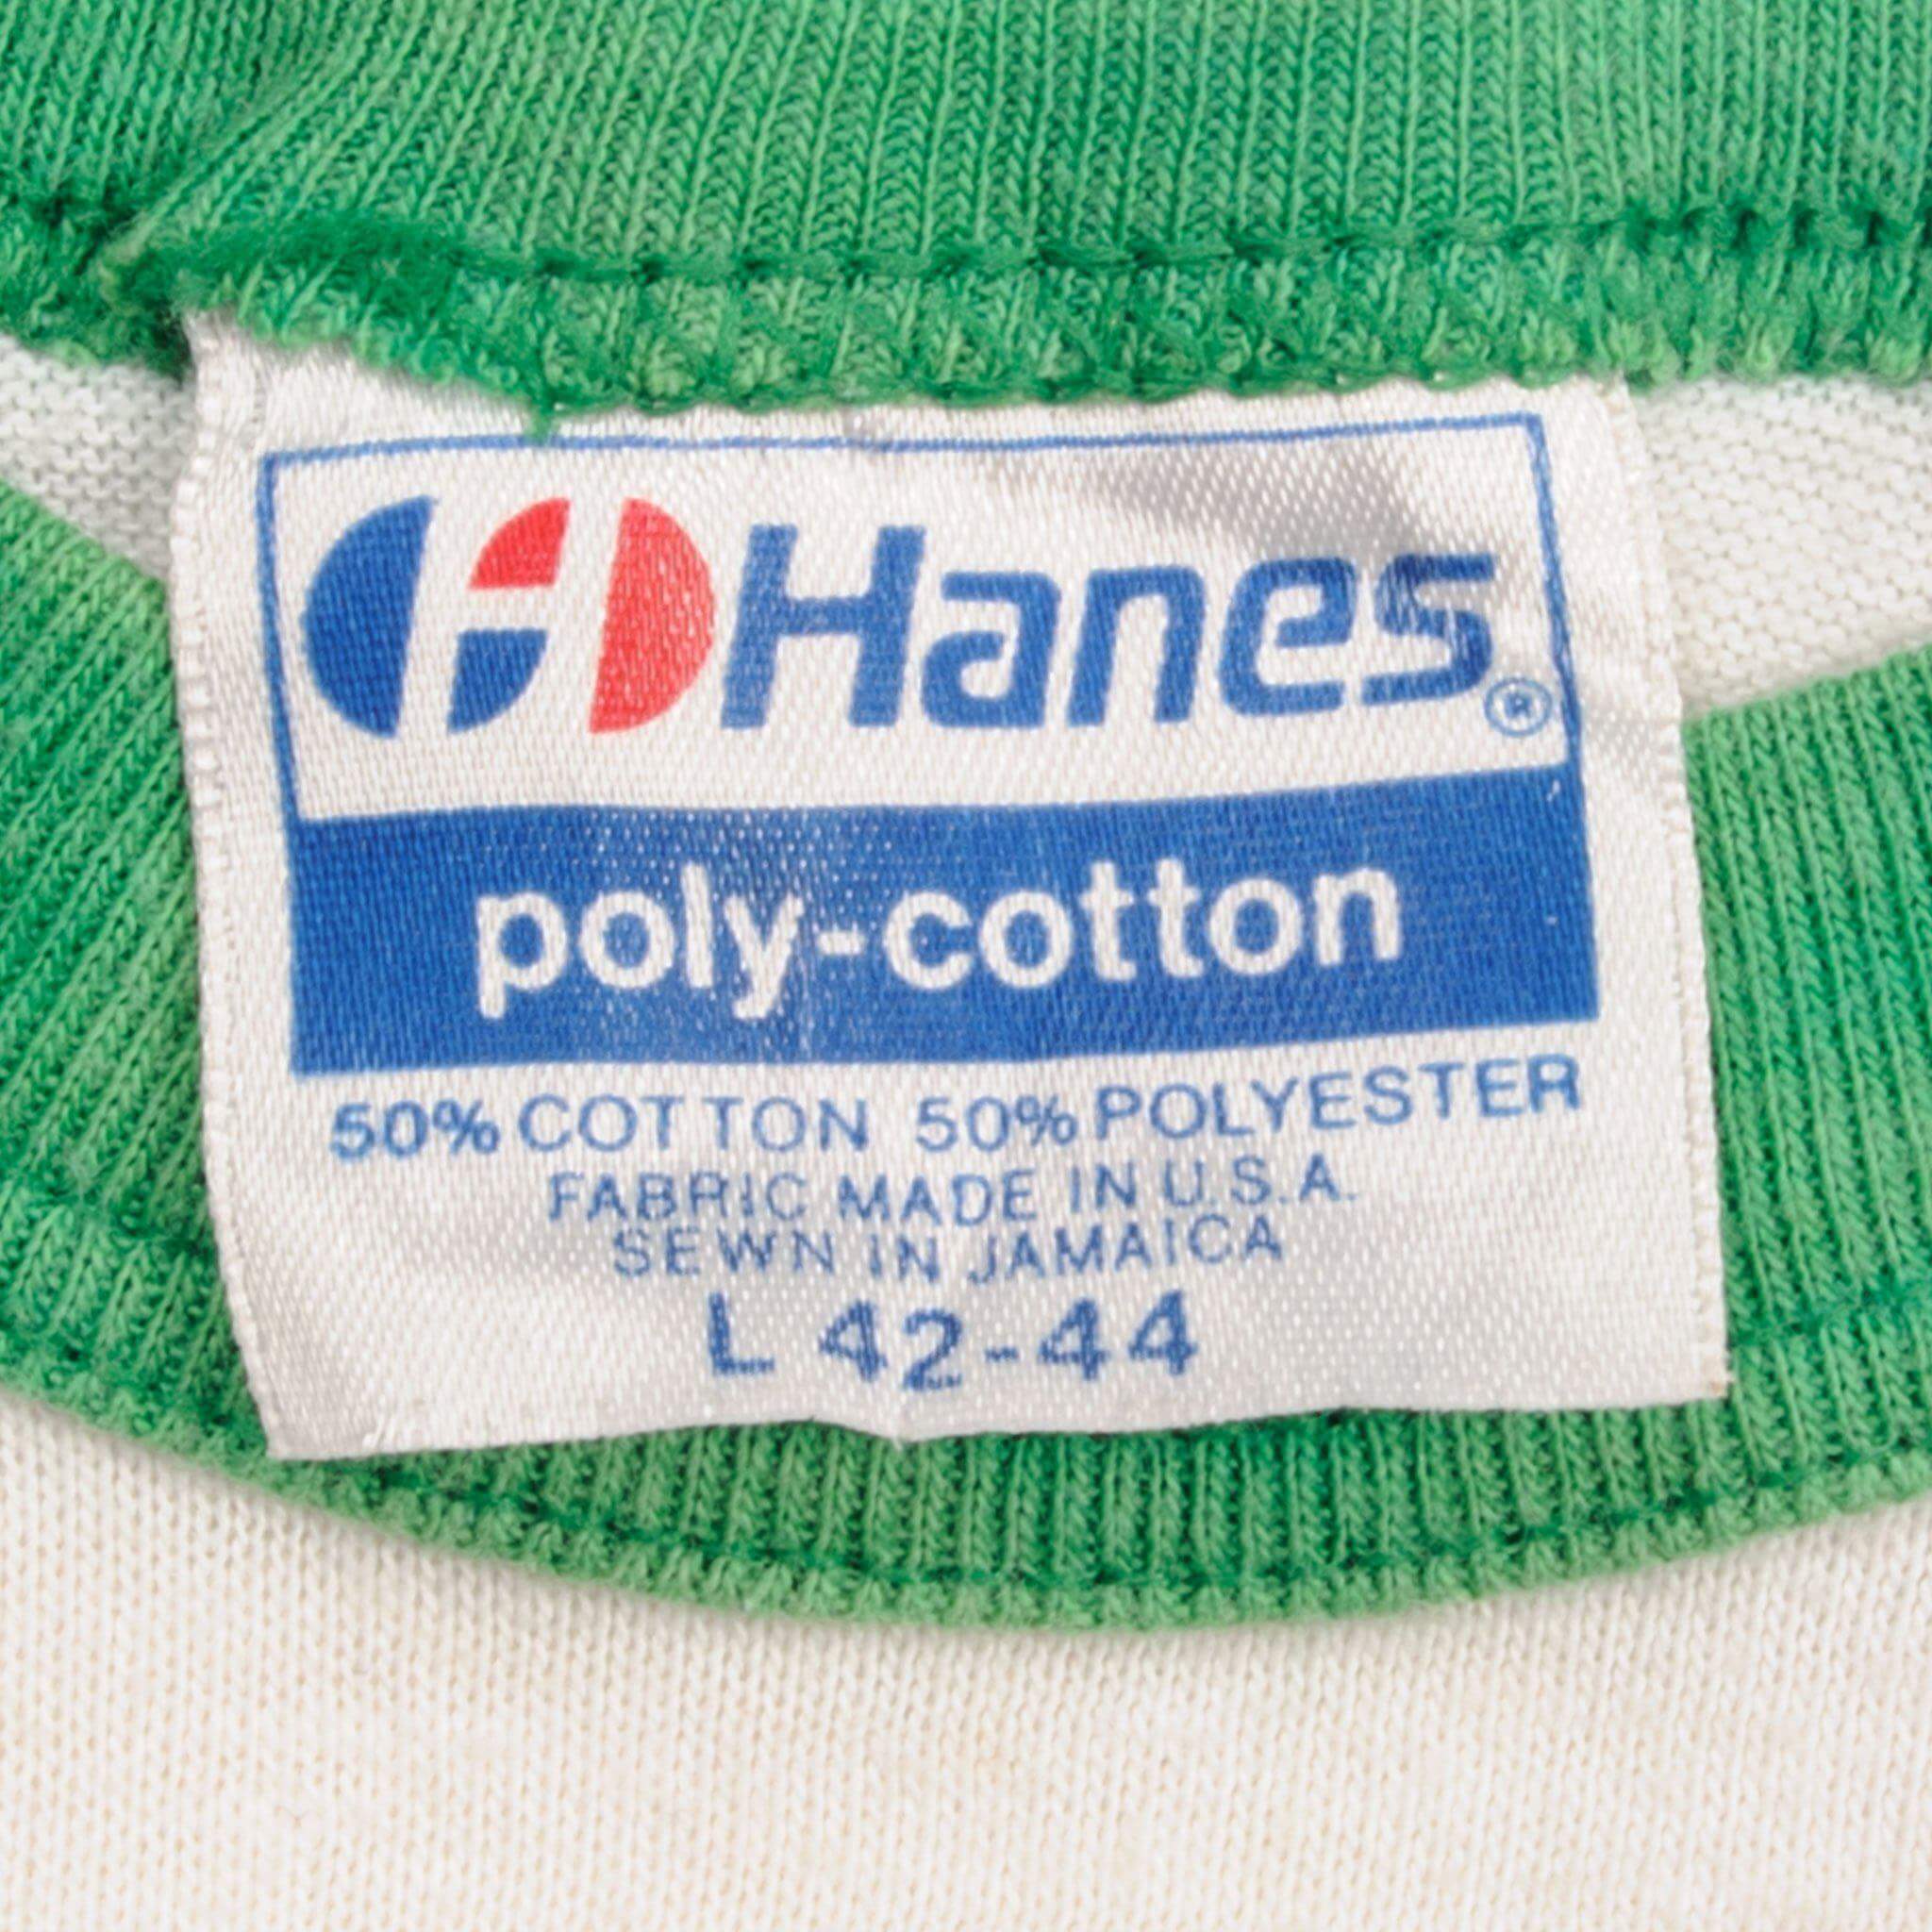 Hanes®
poly-cotton
50% COTTON 50% POLYESTER
FABRIC MADE IN U.S.A.
SEWN IN JAMAICA
L 42-44